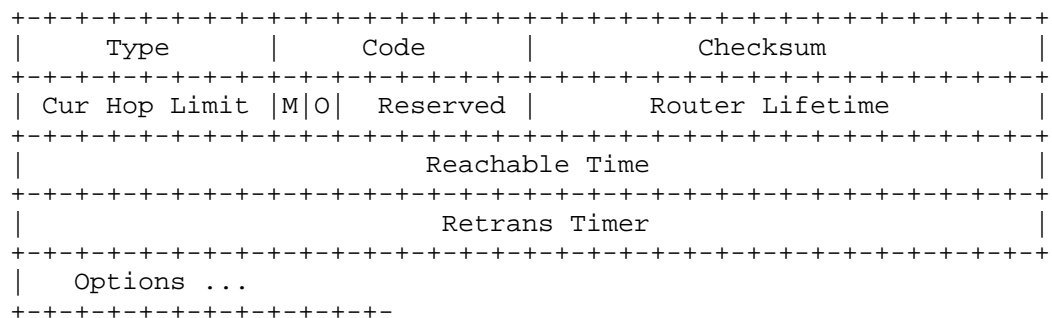 +-+-+-+-+-+-+-+-+-+-+-+-+-+-+-+-+-+-+-+-+-+-+-+-+-+-+-+-+-+-+-+-+
|     Type      |     Code      |          Checksum             |
+-+-+-+-+-+-+-+-+-+-+-+-+-+-+-+-+-+-+-+-+-+-+-+-+-+-+-+-+-+-+-+-+
| Cur Hop Limit |M|O|  Reserved |       Router Lifetime         |
+-+-+-+-+-+-+-+-+-+-+-+-+-+-+-+-+-+-+-+-+-+-+-+-+-+-+-+-+-+-+-+-+
|                         Reachable Time                        |
+-+-+-+-+-+-+-+-+-+-+-+-+-+-+-+-+-+-+-+-+-+-+-+-+-+-+-+-+-+-+-+-+
|                          Retrans Timer                        |
+-+-+-+-+-+-+-+-+-+-+-+-+-+-+-+-+-+-+-+-+-+-+-+-+-+-+-+-+-+-+-+-+
|   Options ...
+-+-+-+-+-+-+-+-+-+-+-+-